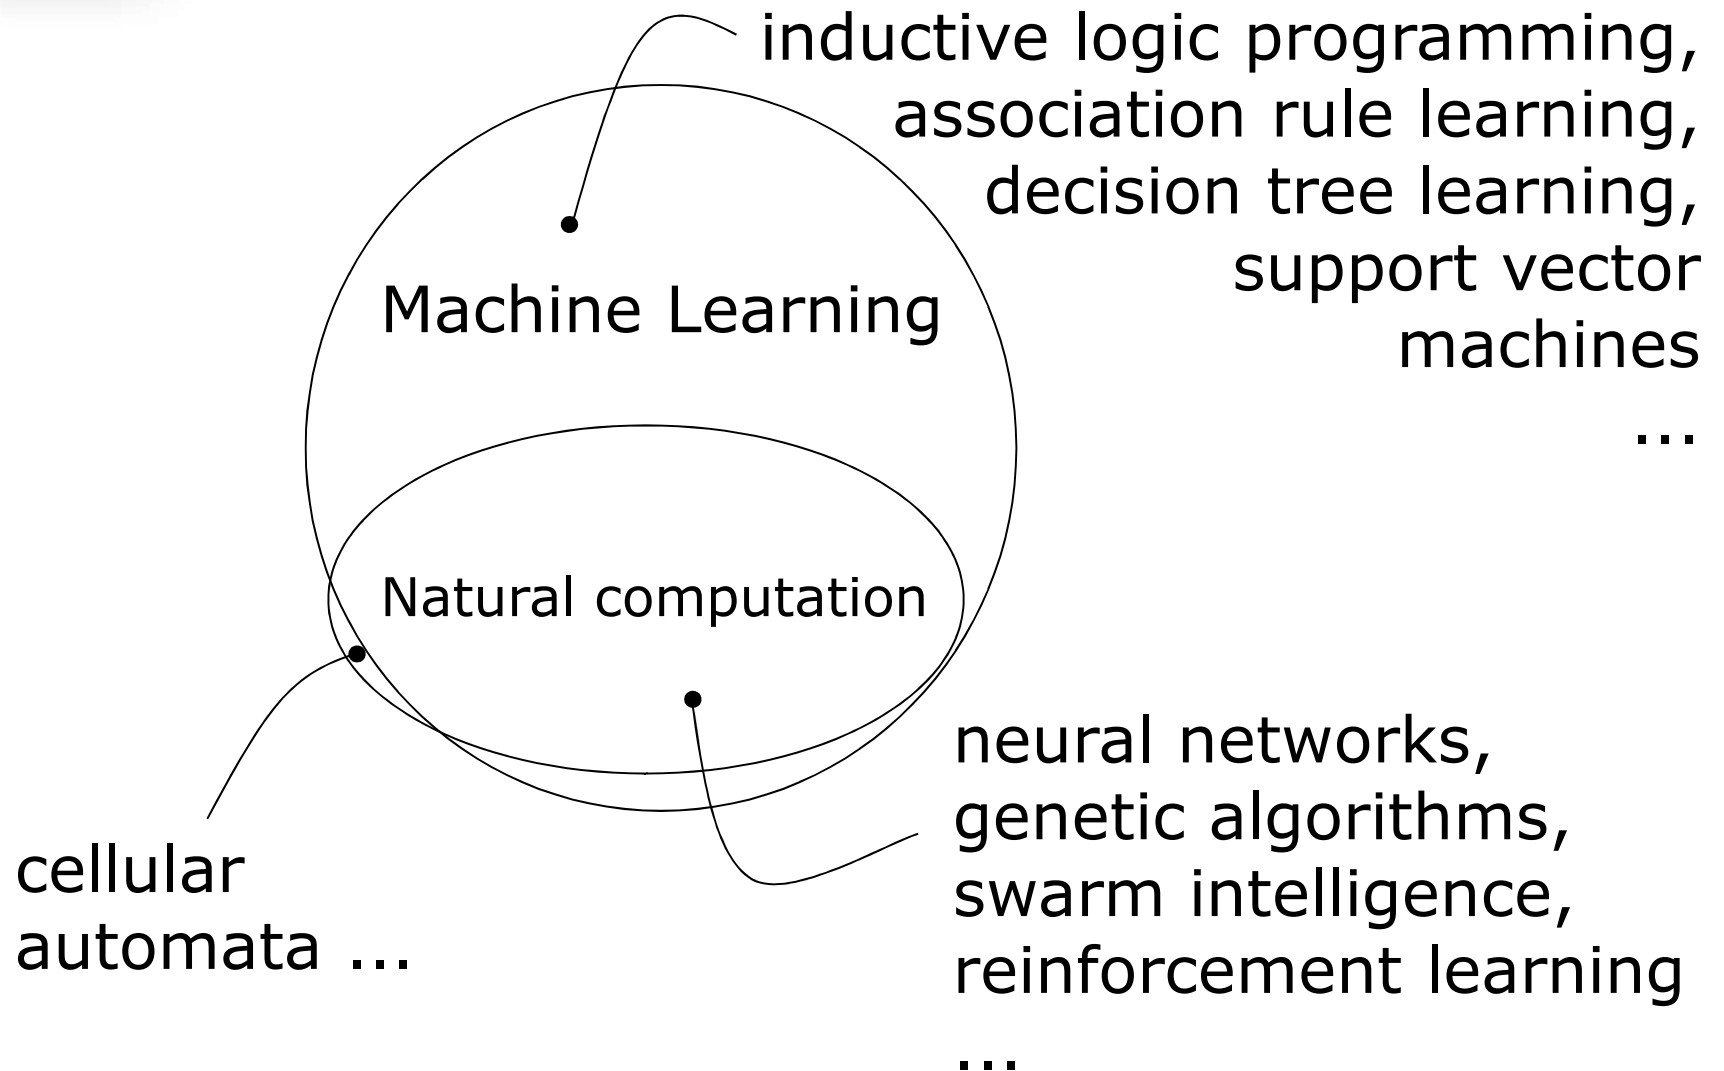 inductive logic programming,
association rule learning,
decision tree learning,
support vector
machines
...
Machine Learning
Natural computation
cellular
automata ...
neural networks,
genetic algorithms,
swarm intelligence,
reinforcement learning
...